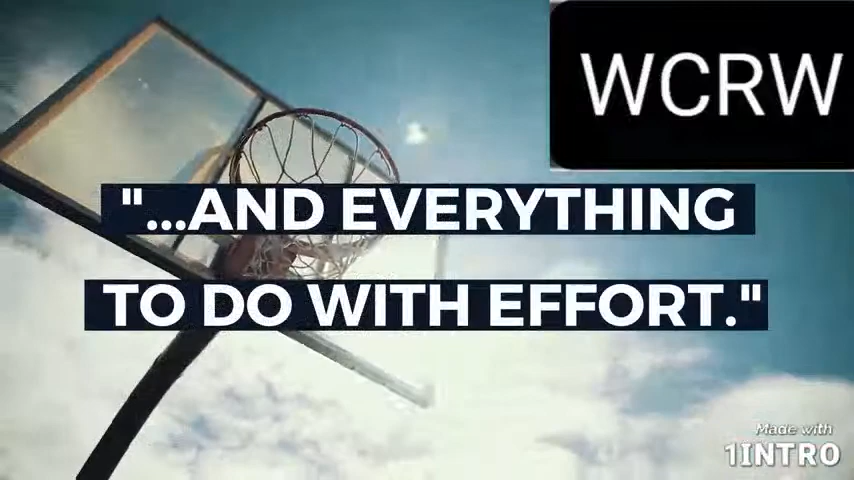 WCRW
"...AND EVERYTHING
TO DO WITH EFFORT."
Made with
1INTRO